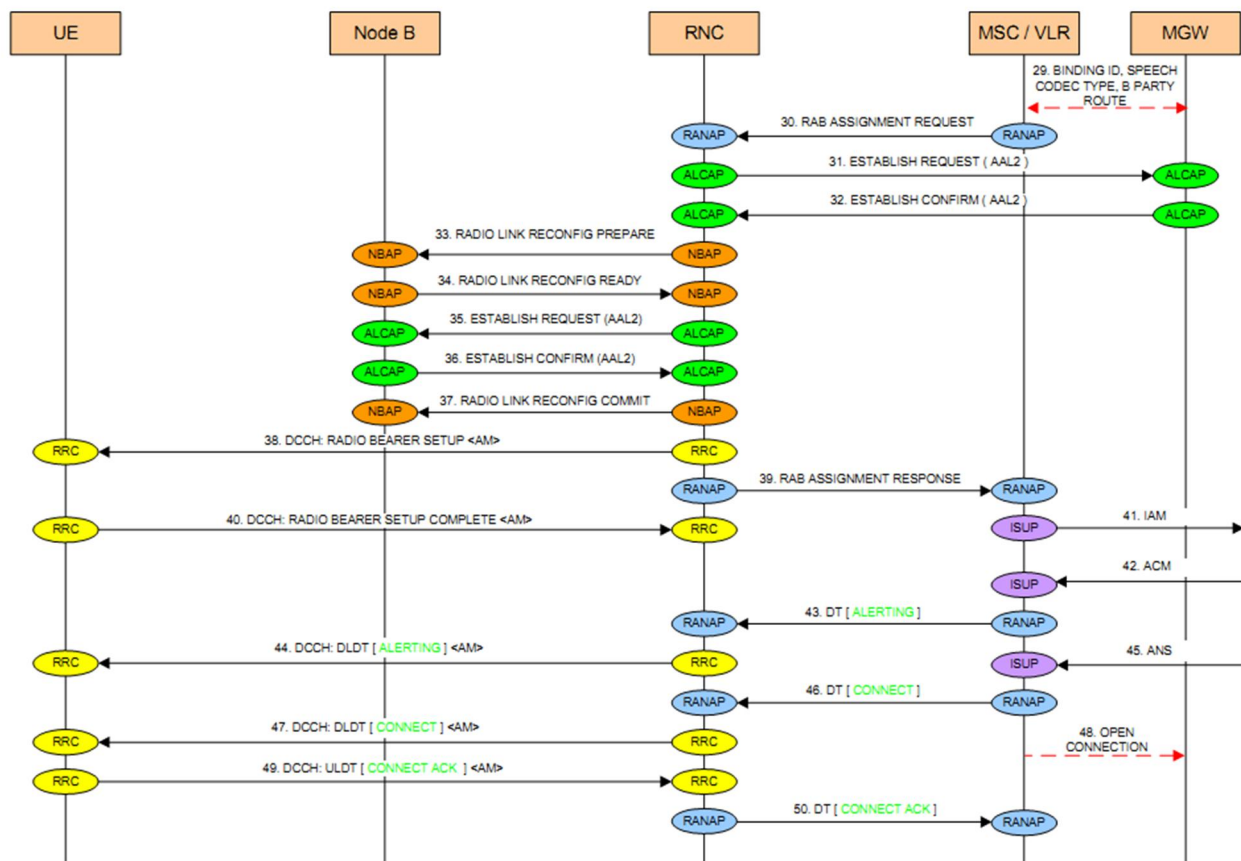 UE
Node B
RNC
MSC / VLR
MGW
29. BINDING ID, SPEECH
CODEC TYPE, B PARTY
ROUTE
30. RAB ASSIGNMENT REQUEST
RANAP
RANAP
31. ESTABLISH REQUEST ( AAL2 )
ALCAP
ALCAP
32. ESTABLISH CONFIRM ( AAL2 )
ALCAP
ALCAP
33. RADIO LINK RECONFIG PREPARE
NBAP
NBAP
34. RADIO LINK RECONFIG READY
NBAP
NBAP
35. ESTABLISH REQUEST (AAL2)
ALCAP
ALCAP
36. ESTABLISH CONFIRM (AAL2)
ALCAP
ALCAP
37. RADIO LINK RECONFIG COMMIT
NBAP
NBAP
38. DCCH: RADIO BEARER SETUP <AM>
RRC
RRC
39. RAB ASSIGNMENT RESPONSE
RANAP
RANAP
40. DCCH: RADIO BEARER SETUP COMPLETE <AM>
RRC
RRC
41. IAM
ISUP
42. ACM
ISUP
43. DT [ ALERTING ]
RANAP
RANAP
44. DCCH: DLDT [ ALERTING ] <AM>
RRC
RRC
45. ANS
ISUP
46. DT [ CONNECT ]
RANAP
RANAP
47. DCCH: DLDT [ CONNECT ] <AM>
RRC
RRC
48. OPEN
CONNECTION
49. DCCH: ULDT [ CONNECT ACK ] <AM>
RRC
RRC
50. DT [ CONNECT ACK ]
RANAP
RANAP